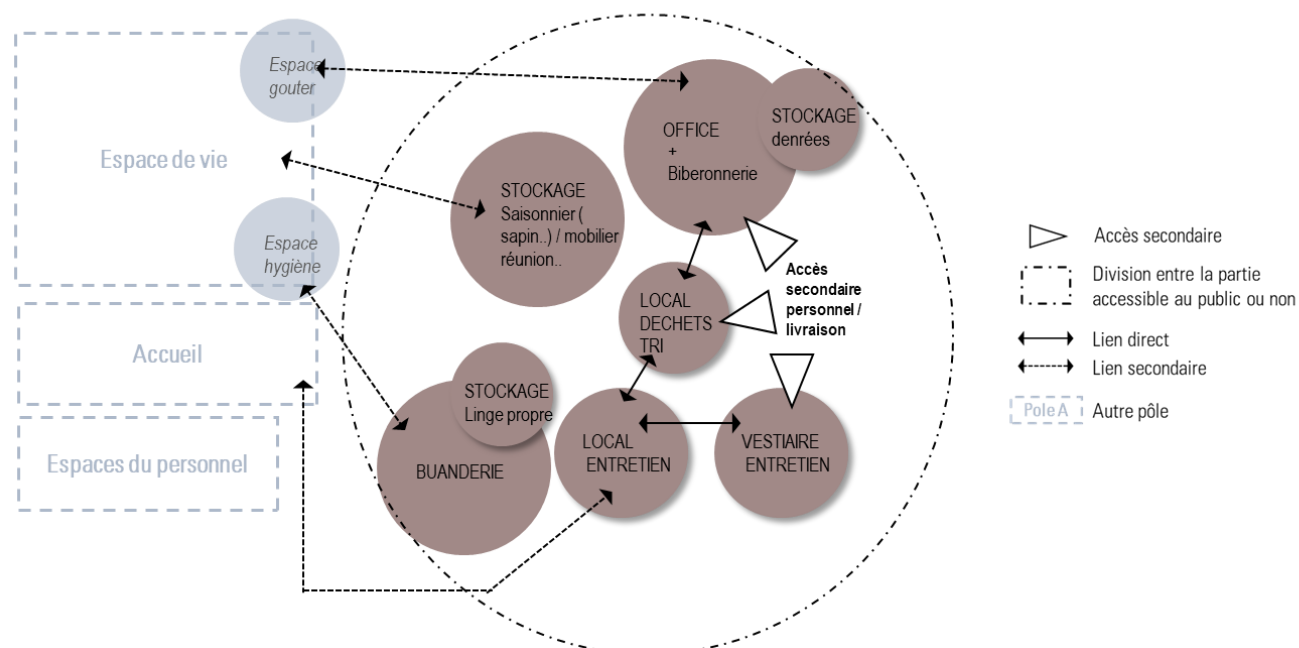 Espace
gouter
Espace de vie
Espace
hygiène
Accueil
Espaces du personnel
OFFICE
+
Biberonnerie
STOCKAGE
denrées
STOCKAGE
Saisonnier (
sapin..) / mobilier
réunion..
LOCAL
DECHETS
TRI
Accès
secondaire
personnel /
livraison
STOCKAGE
Linge propre
BUANDERIE
LOCAL
ENTRETIEN
VESTIAIRE
ENTRETIEN
Accès secondaire
Division entre la partie
accessible au public ou non
Lien direct
Lien secondaire
Pole A
Autre pôle